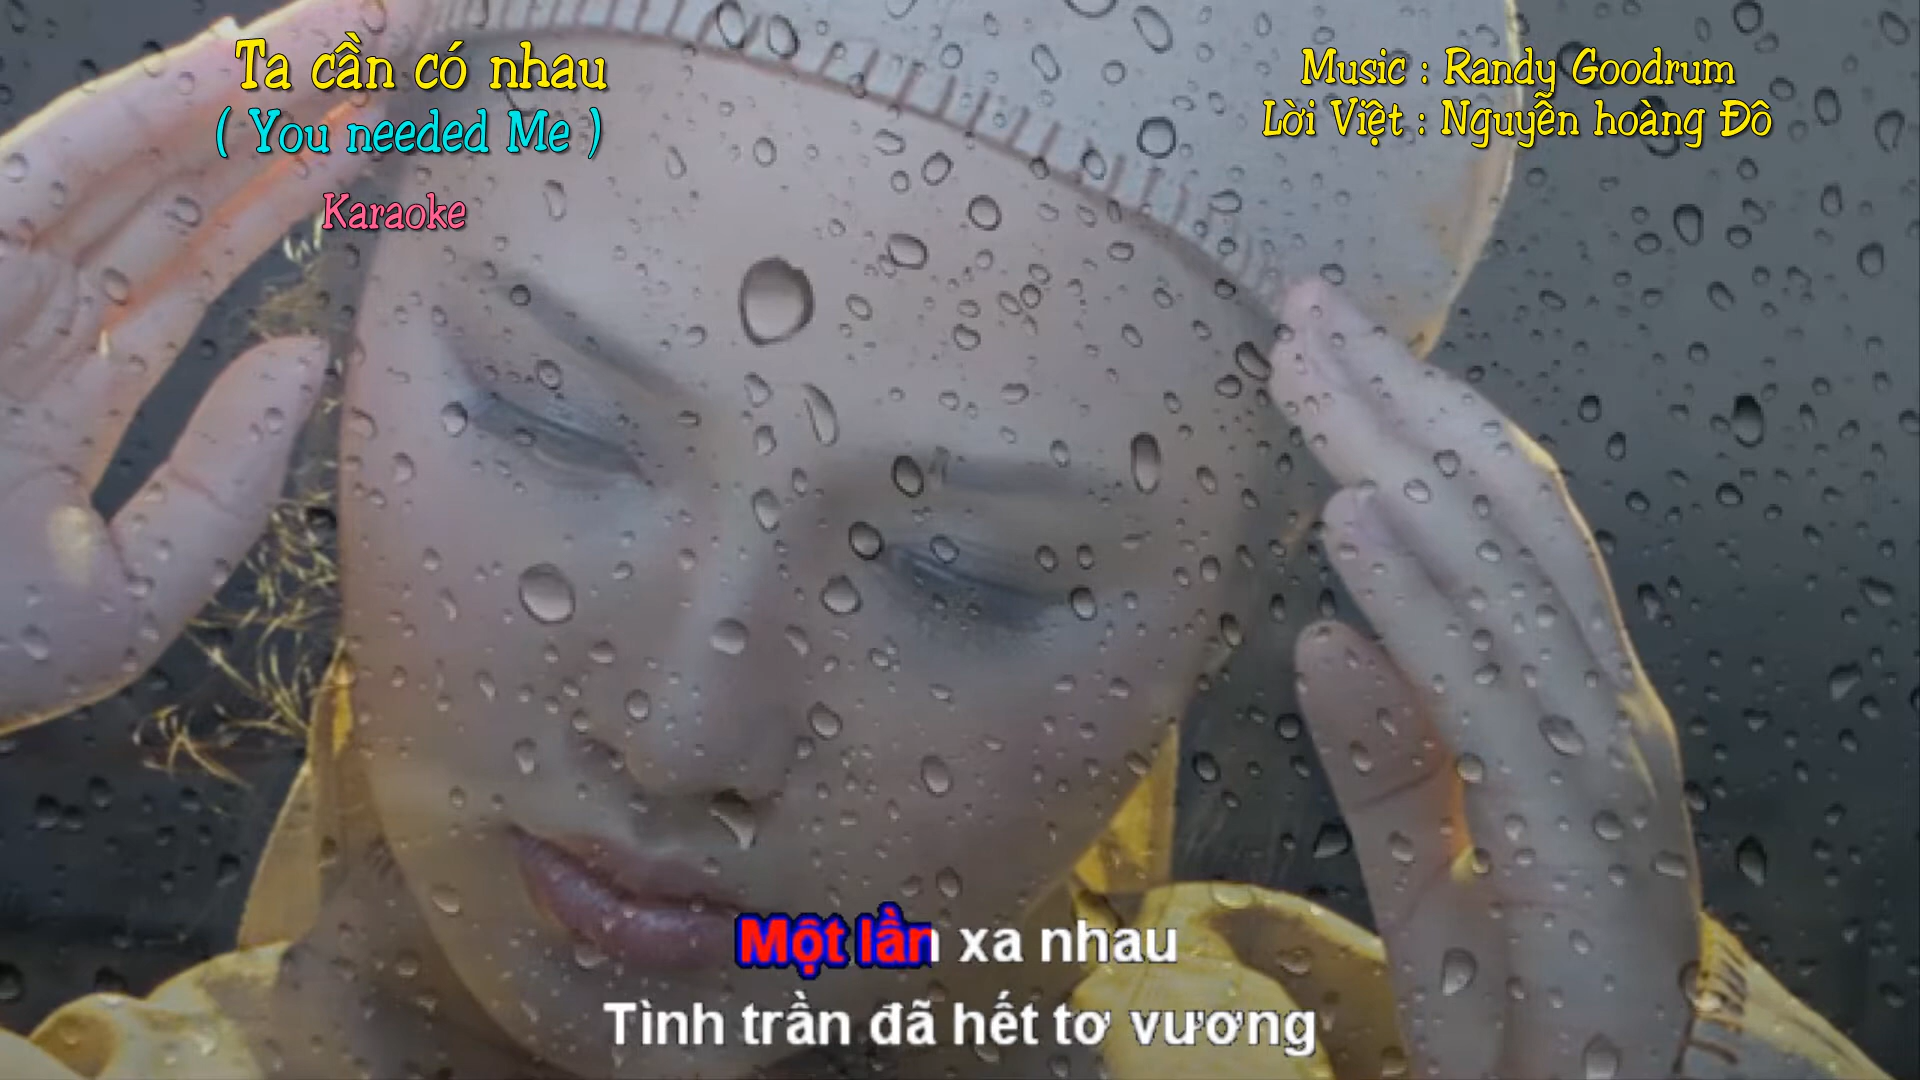 Ta cần có nhau
( You needed Me )
Karaoke
Music : Randy Goodrum
Lời Việt : Nguyễn hoàng Đô
Một lần xa nhau
Tình trần đã hết tơ vương